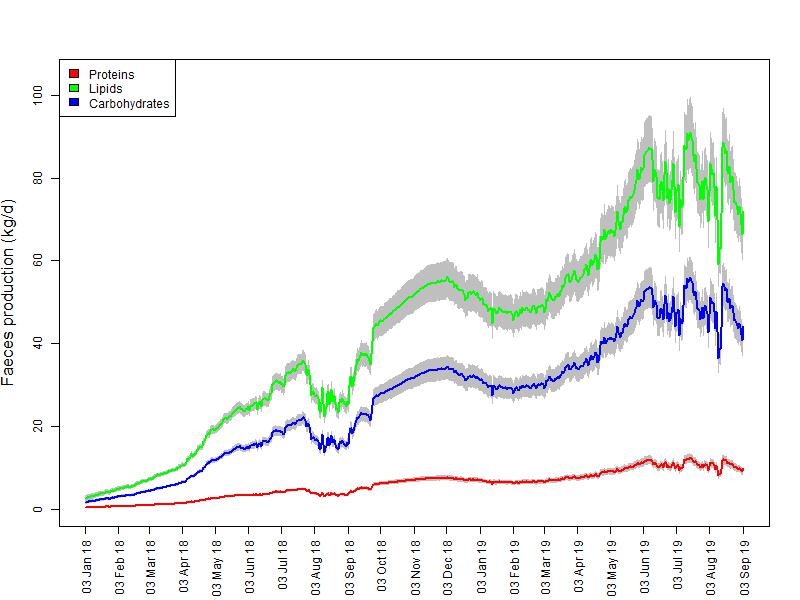 Proteins
Lipids
Carbohydrates
Faeces production (kg/d)
100
80
60
40
20
0
03 Jan 18
03 Feb 18
03 Mar 18
03 Apr 18
03 May 18
03 Jun 18
03 Jul 18
03 Aug 18
03 Sep 18
03 Oct 18
03 Nov 18
03 Dec 18
03 Jan 19
03 Feb 19
03 Mar 19
03 Apr 19
03 May 19
03 Jun 19
03 Jul 19
03 Aug 19
03 Sep 19